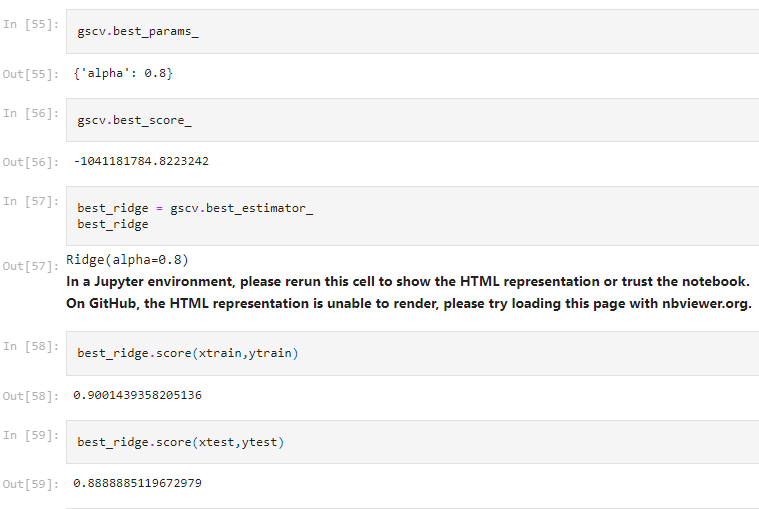 In [55]:
gscv.best_params_
Out[55]:
{'alpha': 0.8}
In [56]:
gscv.best_score_
Out[56]:
-1041181784.8223242
In [57]:
best_ridge = gscv.best_estimator_
best_ridge
Out[57]:
Ridge(alpha=0.8)
In a Jupyter environment, please rerun this cell to show the HTML representation or trust the notebook.
On GitHub, the HTML representation is unable to render, please try loading this page with nbviewer.org.
In [58]:
best_ridge.score(xtrain,ytrain)
Out[58]:
0.9001439358205136
In [59]:
best_ridge.score(xtest,ytest)
Out[59]:
0.8888885119672979